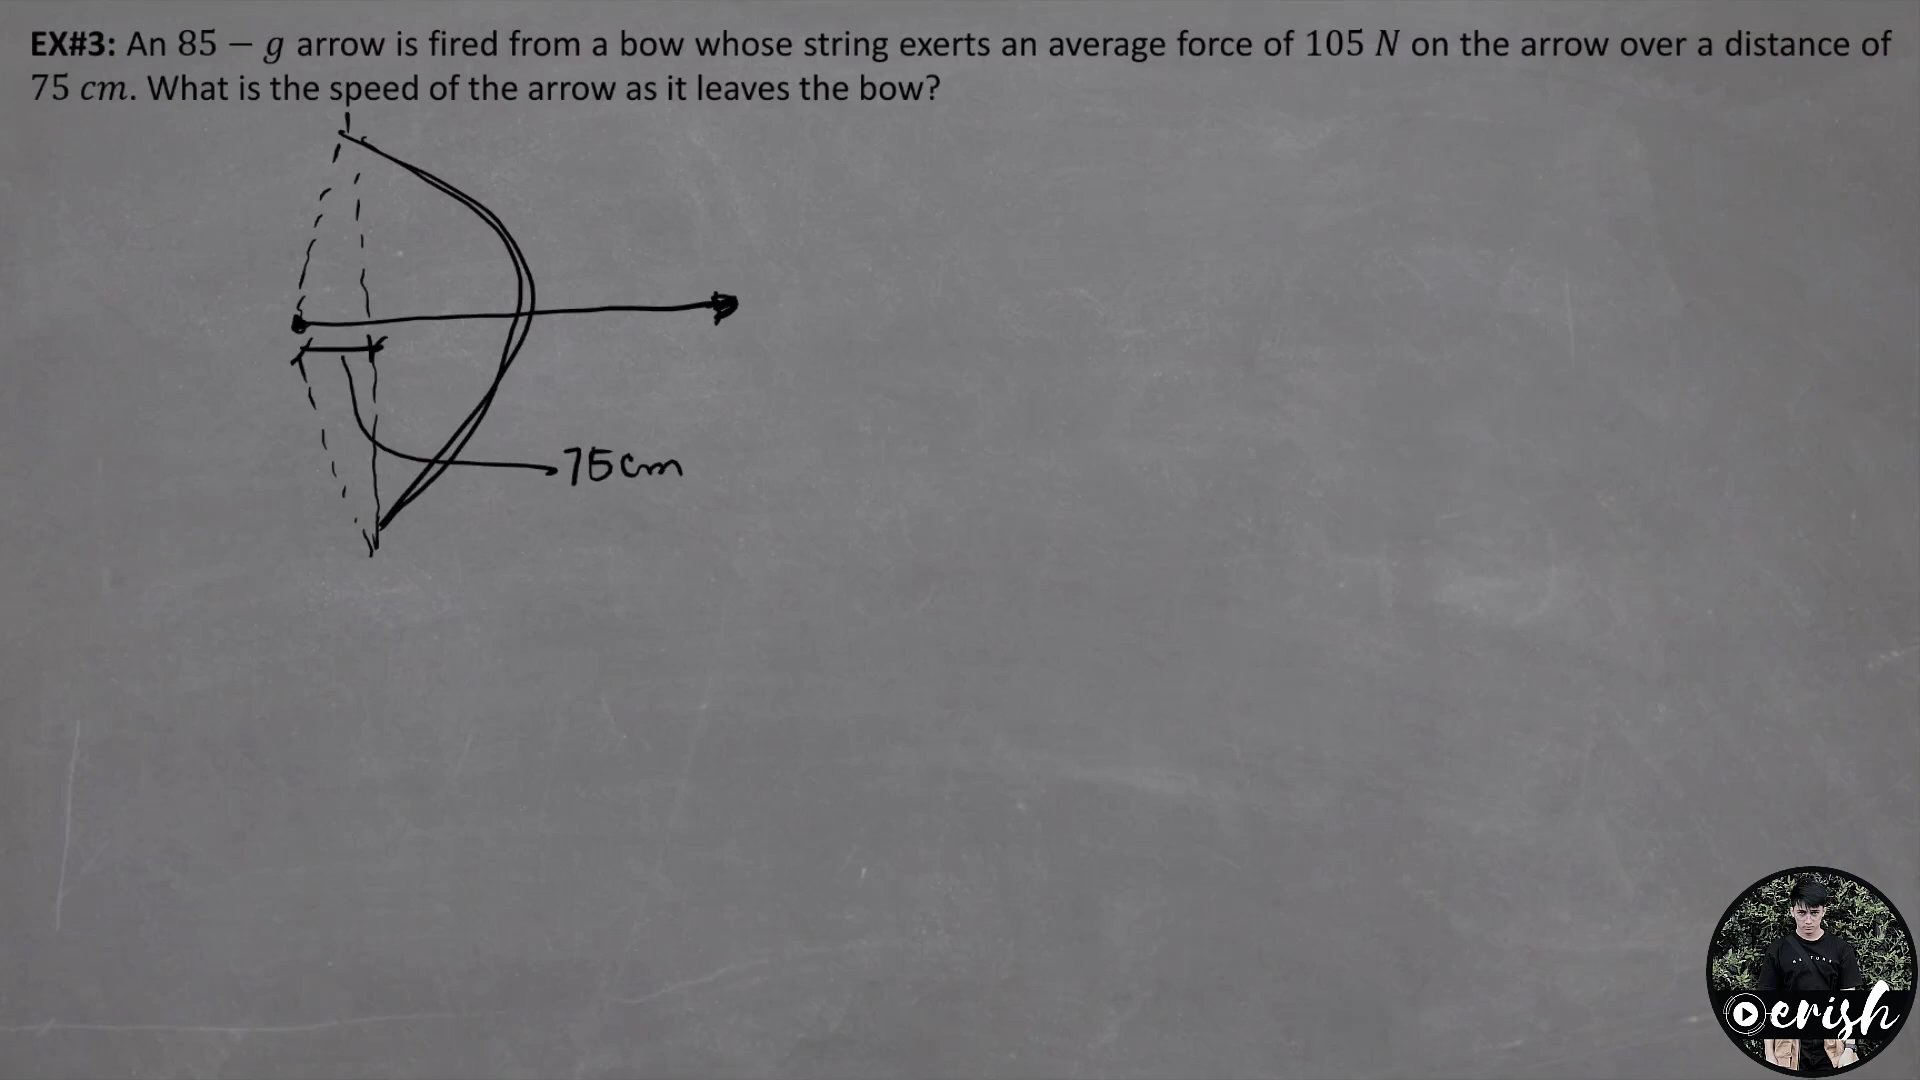 EX#3: An 85 − g arrow is fired from a bow whose string exerts an average force of 105 N on the arrow over a distance of
75 cm. What is the speed of the arrow as it leaves the bow?
75cm
erish